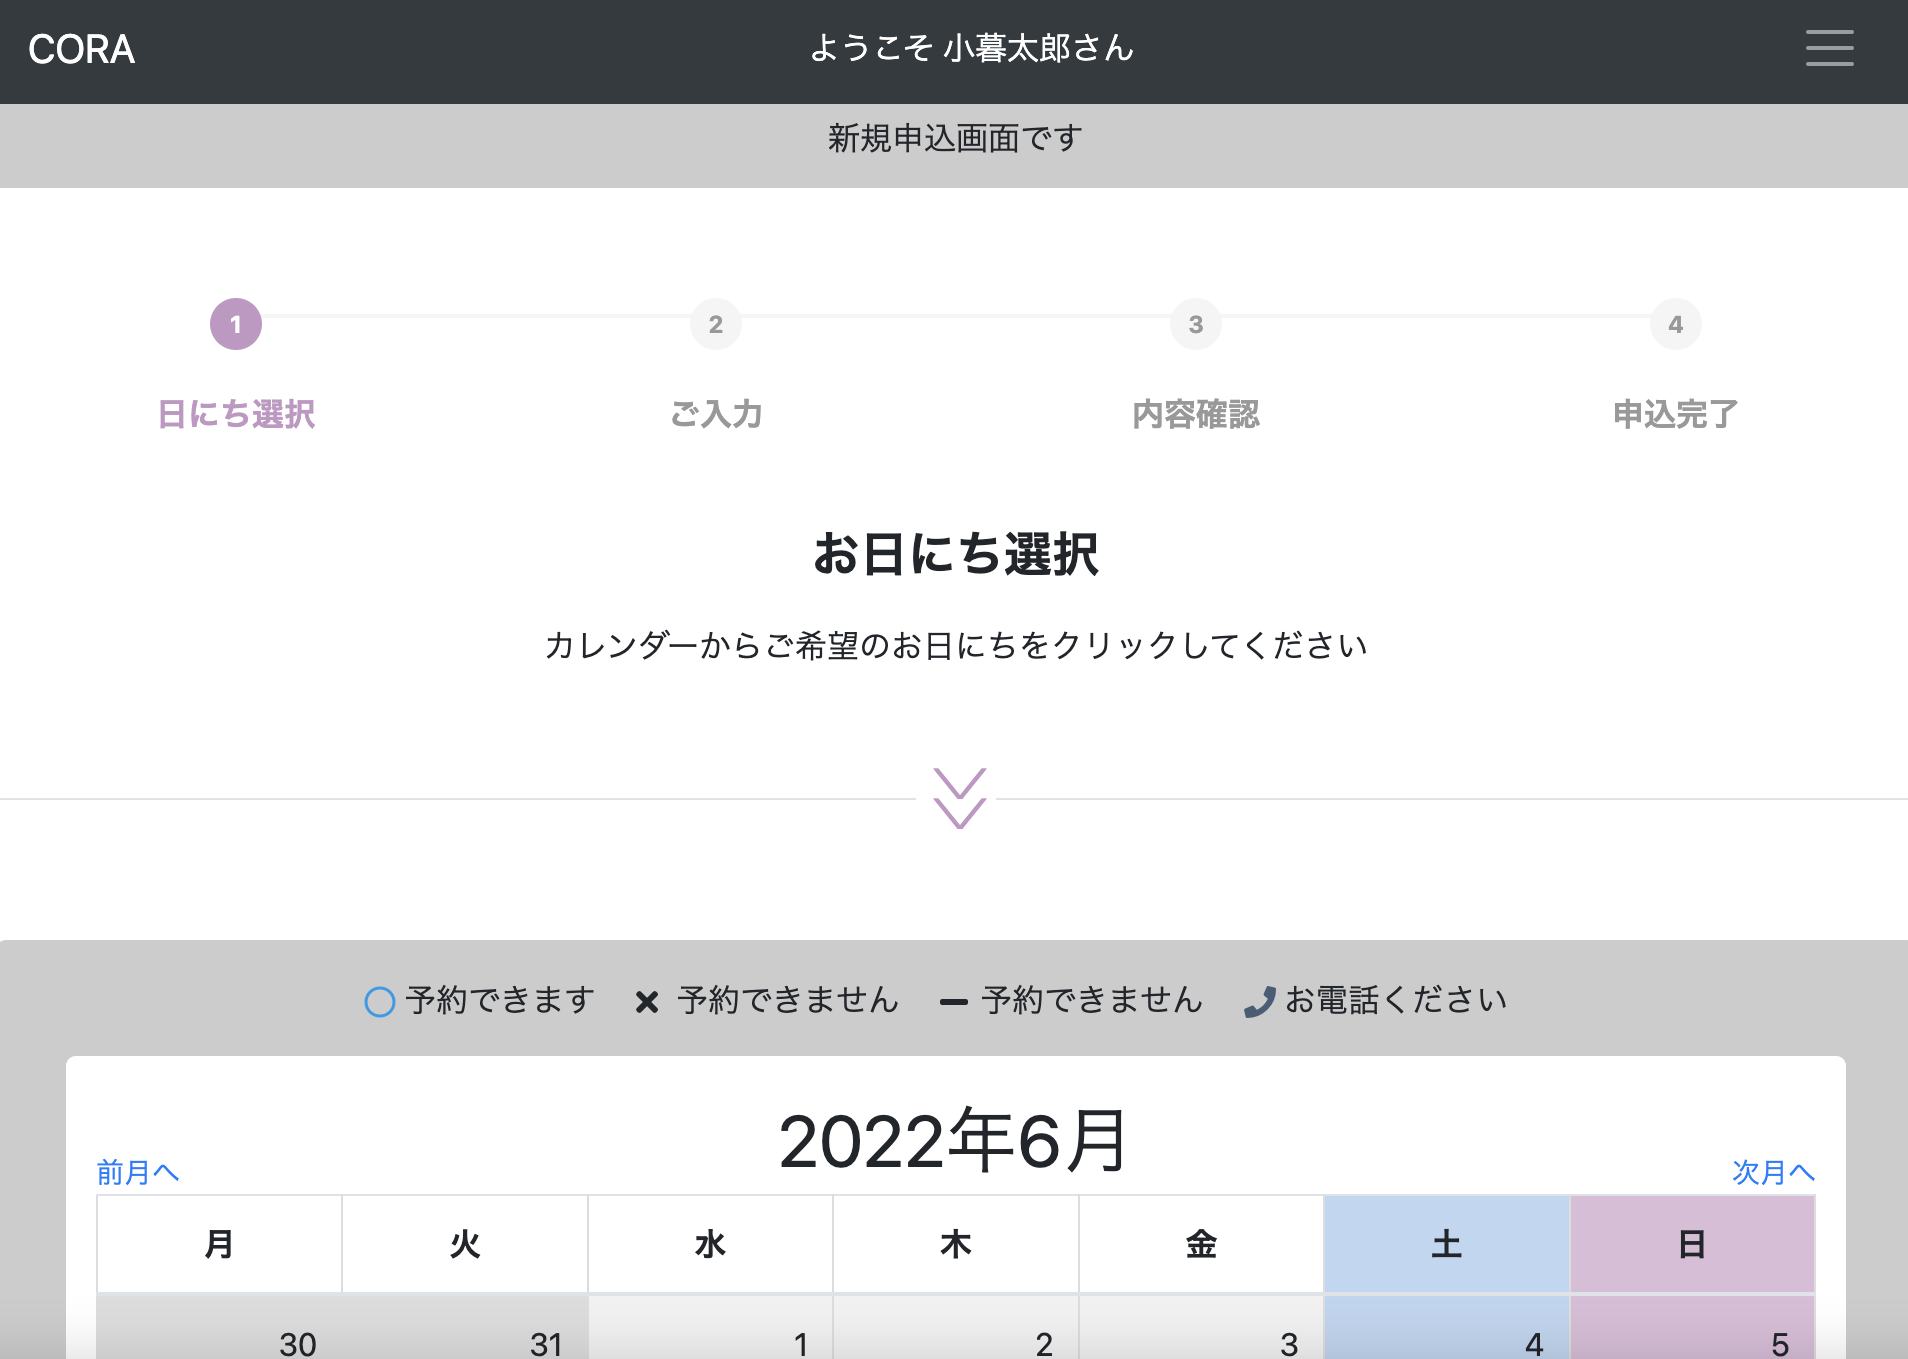 CORA
ようこそ 小暮太郎さん
新規申込画面です
1 2 3 4
日にち選択 ご入力 内容確認 申込完了
お日にち選択
カレンダーからご希望のお日にちをクリックしてください
予約できます 予約できません 予約できません お電話ください
2022年6月
前月へ 次月へ
月 火 水 木 金 土 日
30 31 1 2 3 4 5